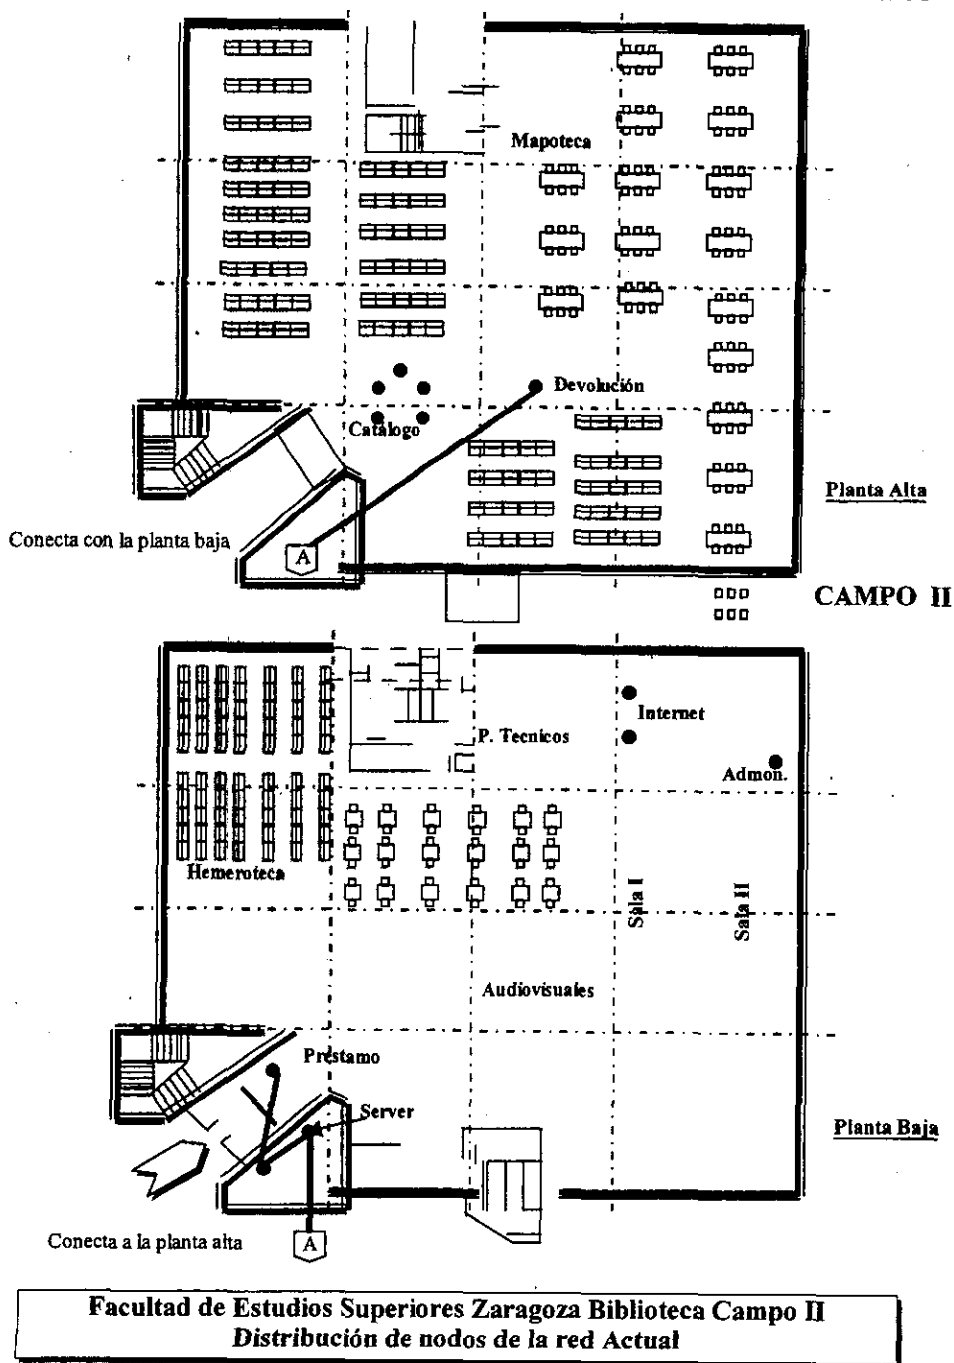 Mapoteca
Devolución
Catálogo
Planta Alta
Conecta con la planta baja
A
CAMPO II
Internet
P. Tecnicos
Admon.
Hemeroteca
Sala I
Sala II
Audiovisuales
Préstamo
Server
Planta Baja
Conecta a la planta alta
A
Facultad de Estudios Superiores Zaragoza Biblioteca Campo II
Distribución de nodos de la red Actual